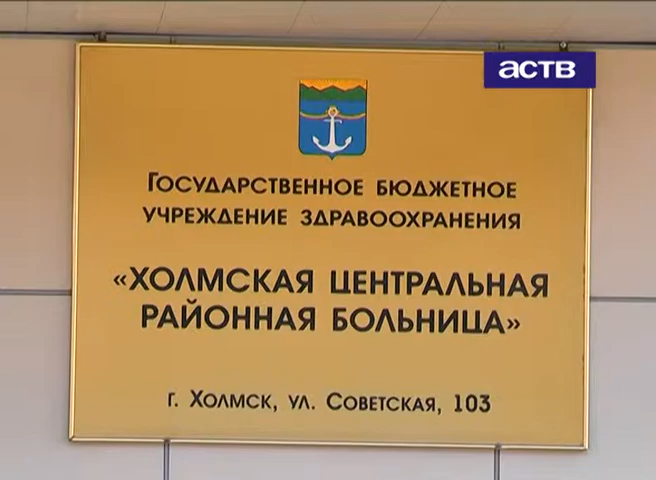 АСТВ
Государственное бюджетное
учреждение здравоохранения
«Холмская центральная
районная больница»
г. Холмск, ул. Советская, 103